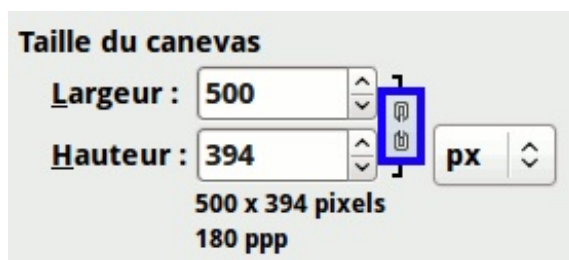 Taille du canevas
Largeur : 500
Hauteur : 394 px
500 x 394 pixels
180 ppp